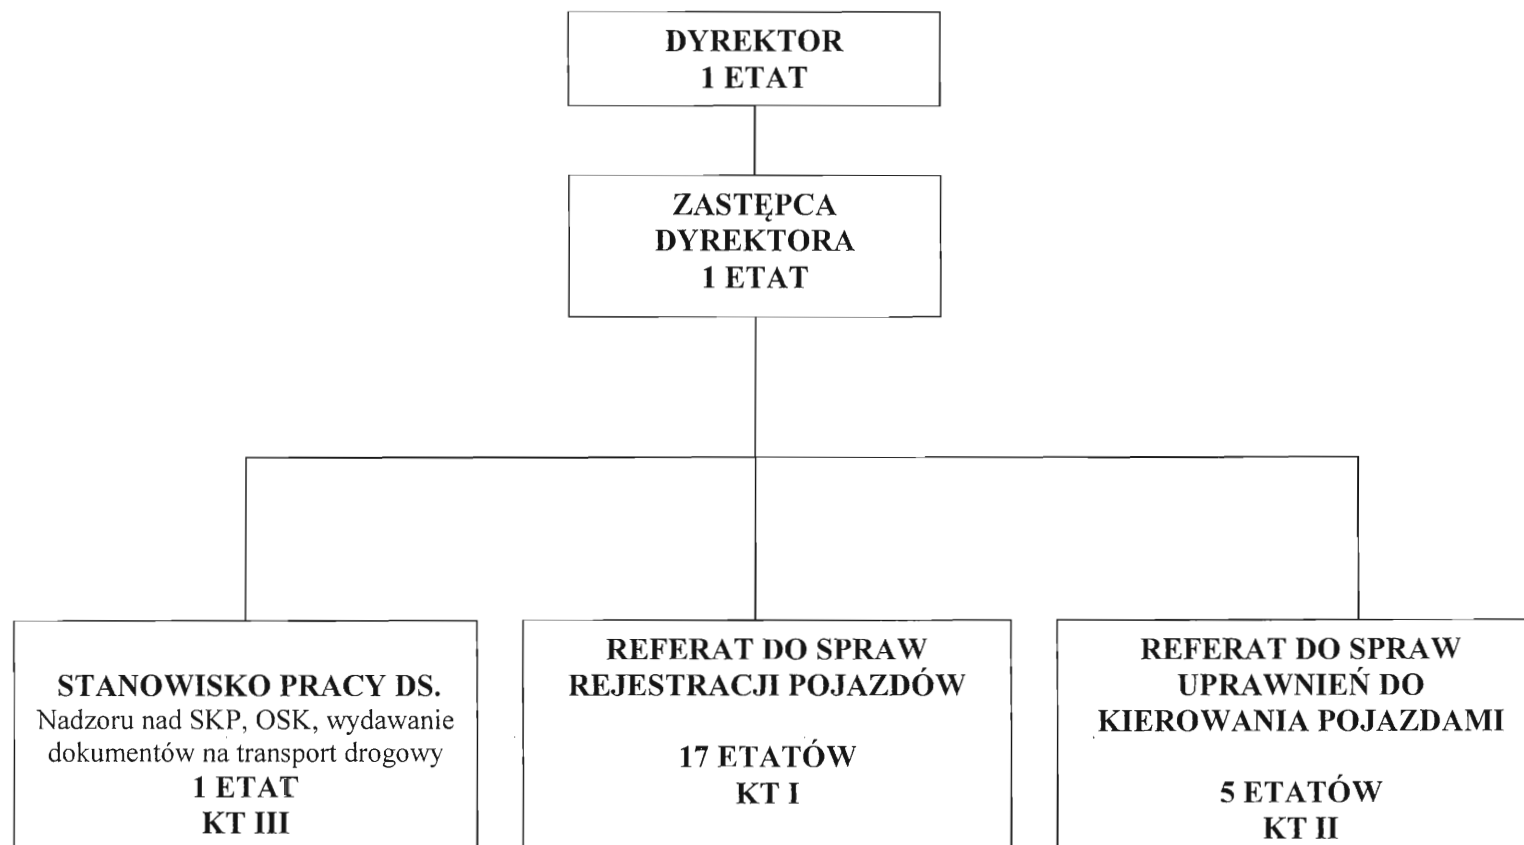 DYREKTOR
1 ETAT
ZASTĘPCA
DYREKTORA
1 ETAT
STANOWISKO PRACY DS.
Nadzoru nad SKP, OSK, wydawanie
dokumentów na transport drogowy
1 ETAT
KT III
REFERAT DO SPRAW
REJESTRACJI POJAZDÓW
17 ETATÓW
KT I
REFERAT DO SPRAW
UPRAWNIEŃ DO
KIEROWANIA POJAZDAMI
5 ETATÓW
KT II